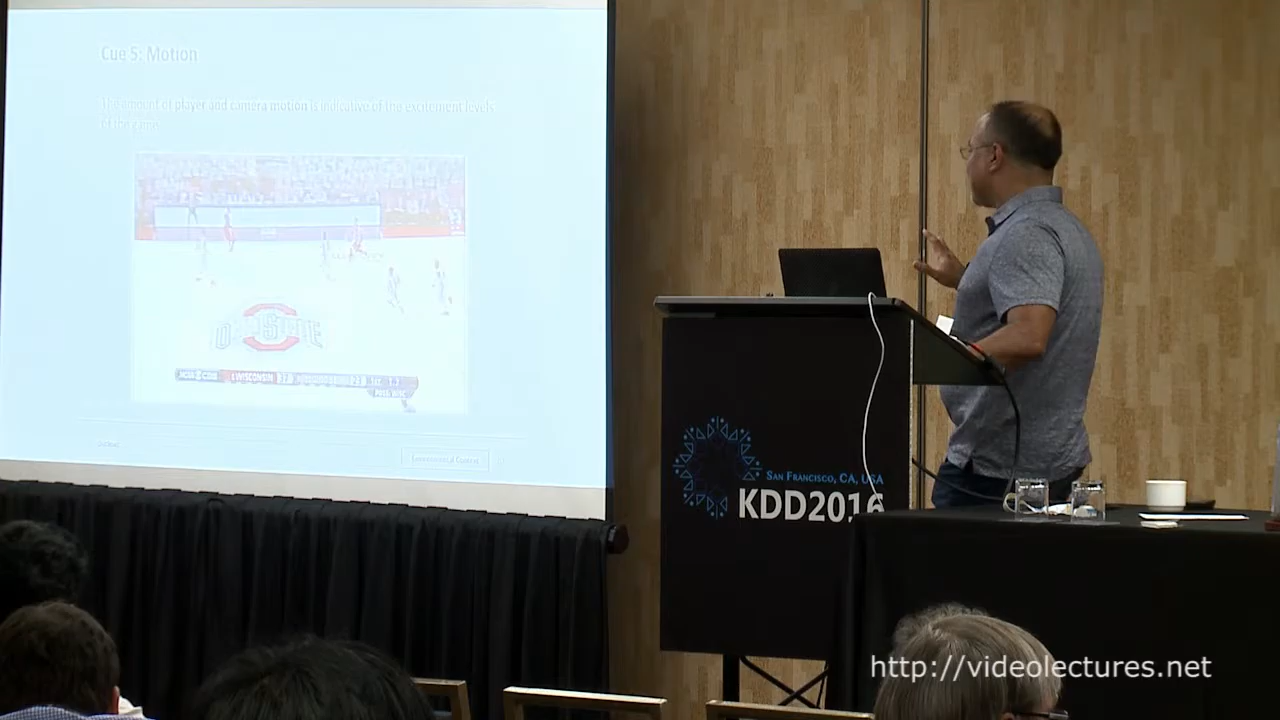 Cue 5: Motion
The amount of player and camera motion is indicative of the excitement levels
of the game
WISCONSIN
SAN FRANCISCO, CA, USA
KDD2016
http://videolectures.net